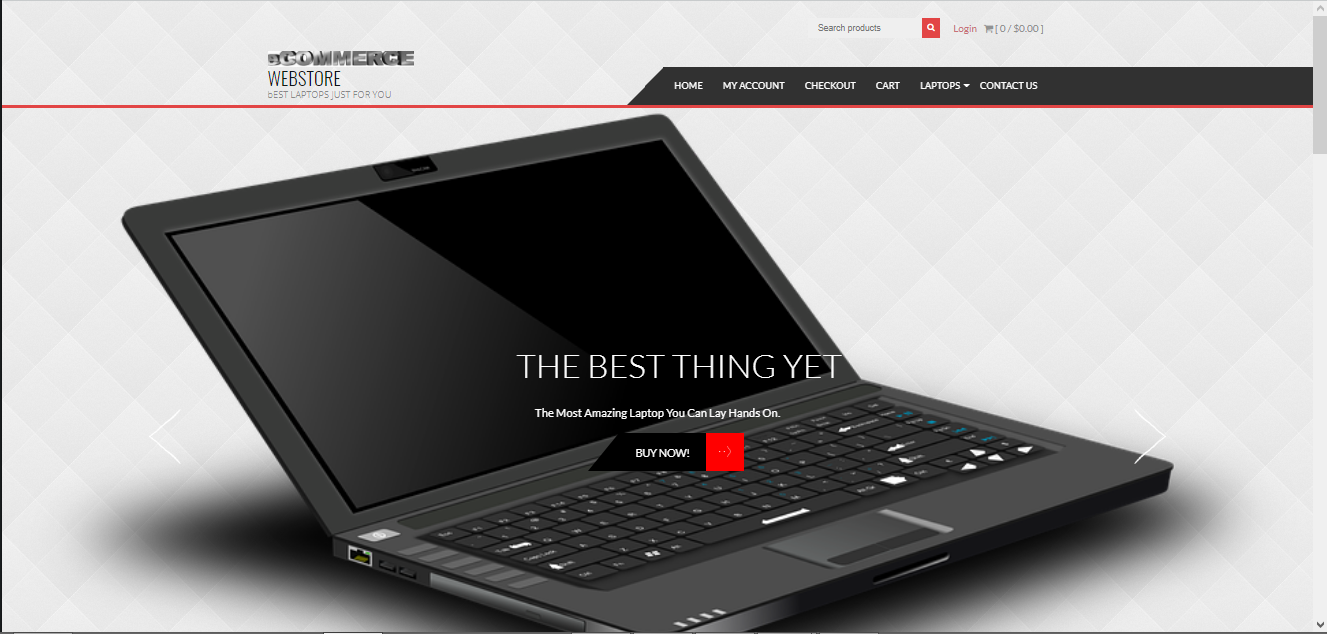 Search products
Login [ 0 / $0.00 ]
eCOMMERCE
WEBSTORE
bEST LAPTOPS jUST FOR YOU
HOME MY ACCOUNT CHECKOUT CART LAPTOPS CONTACT US
THE BEST THING YET
The Most Amazing Laptop You Can Lay Hands On.
BUY NOW!